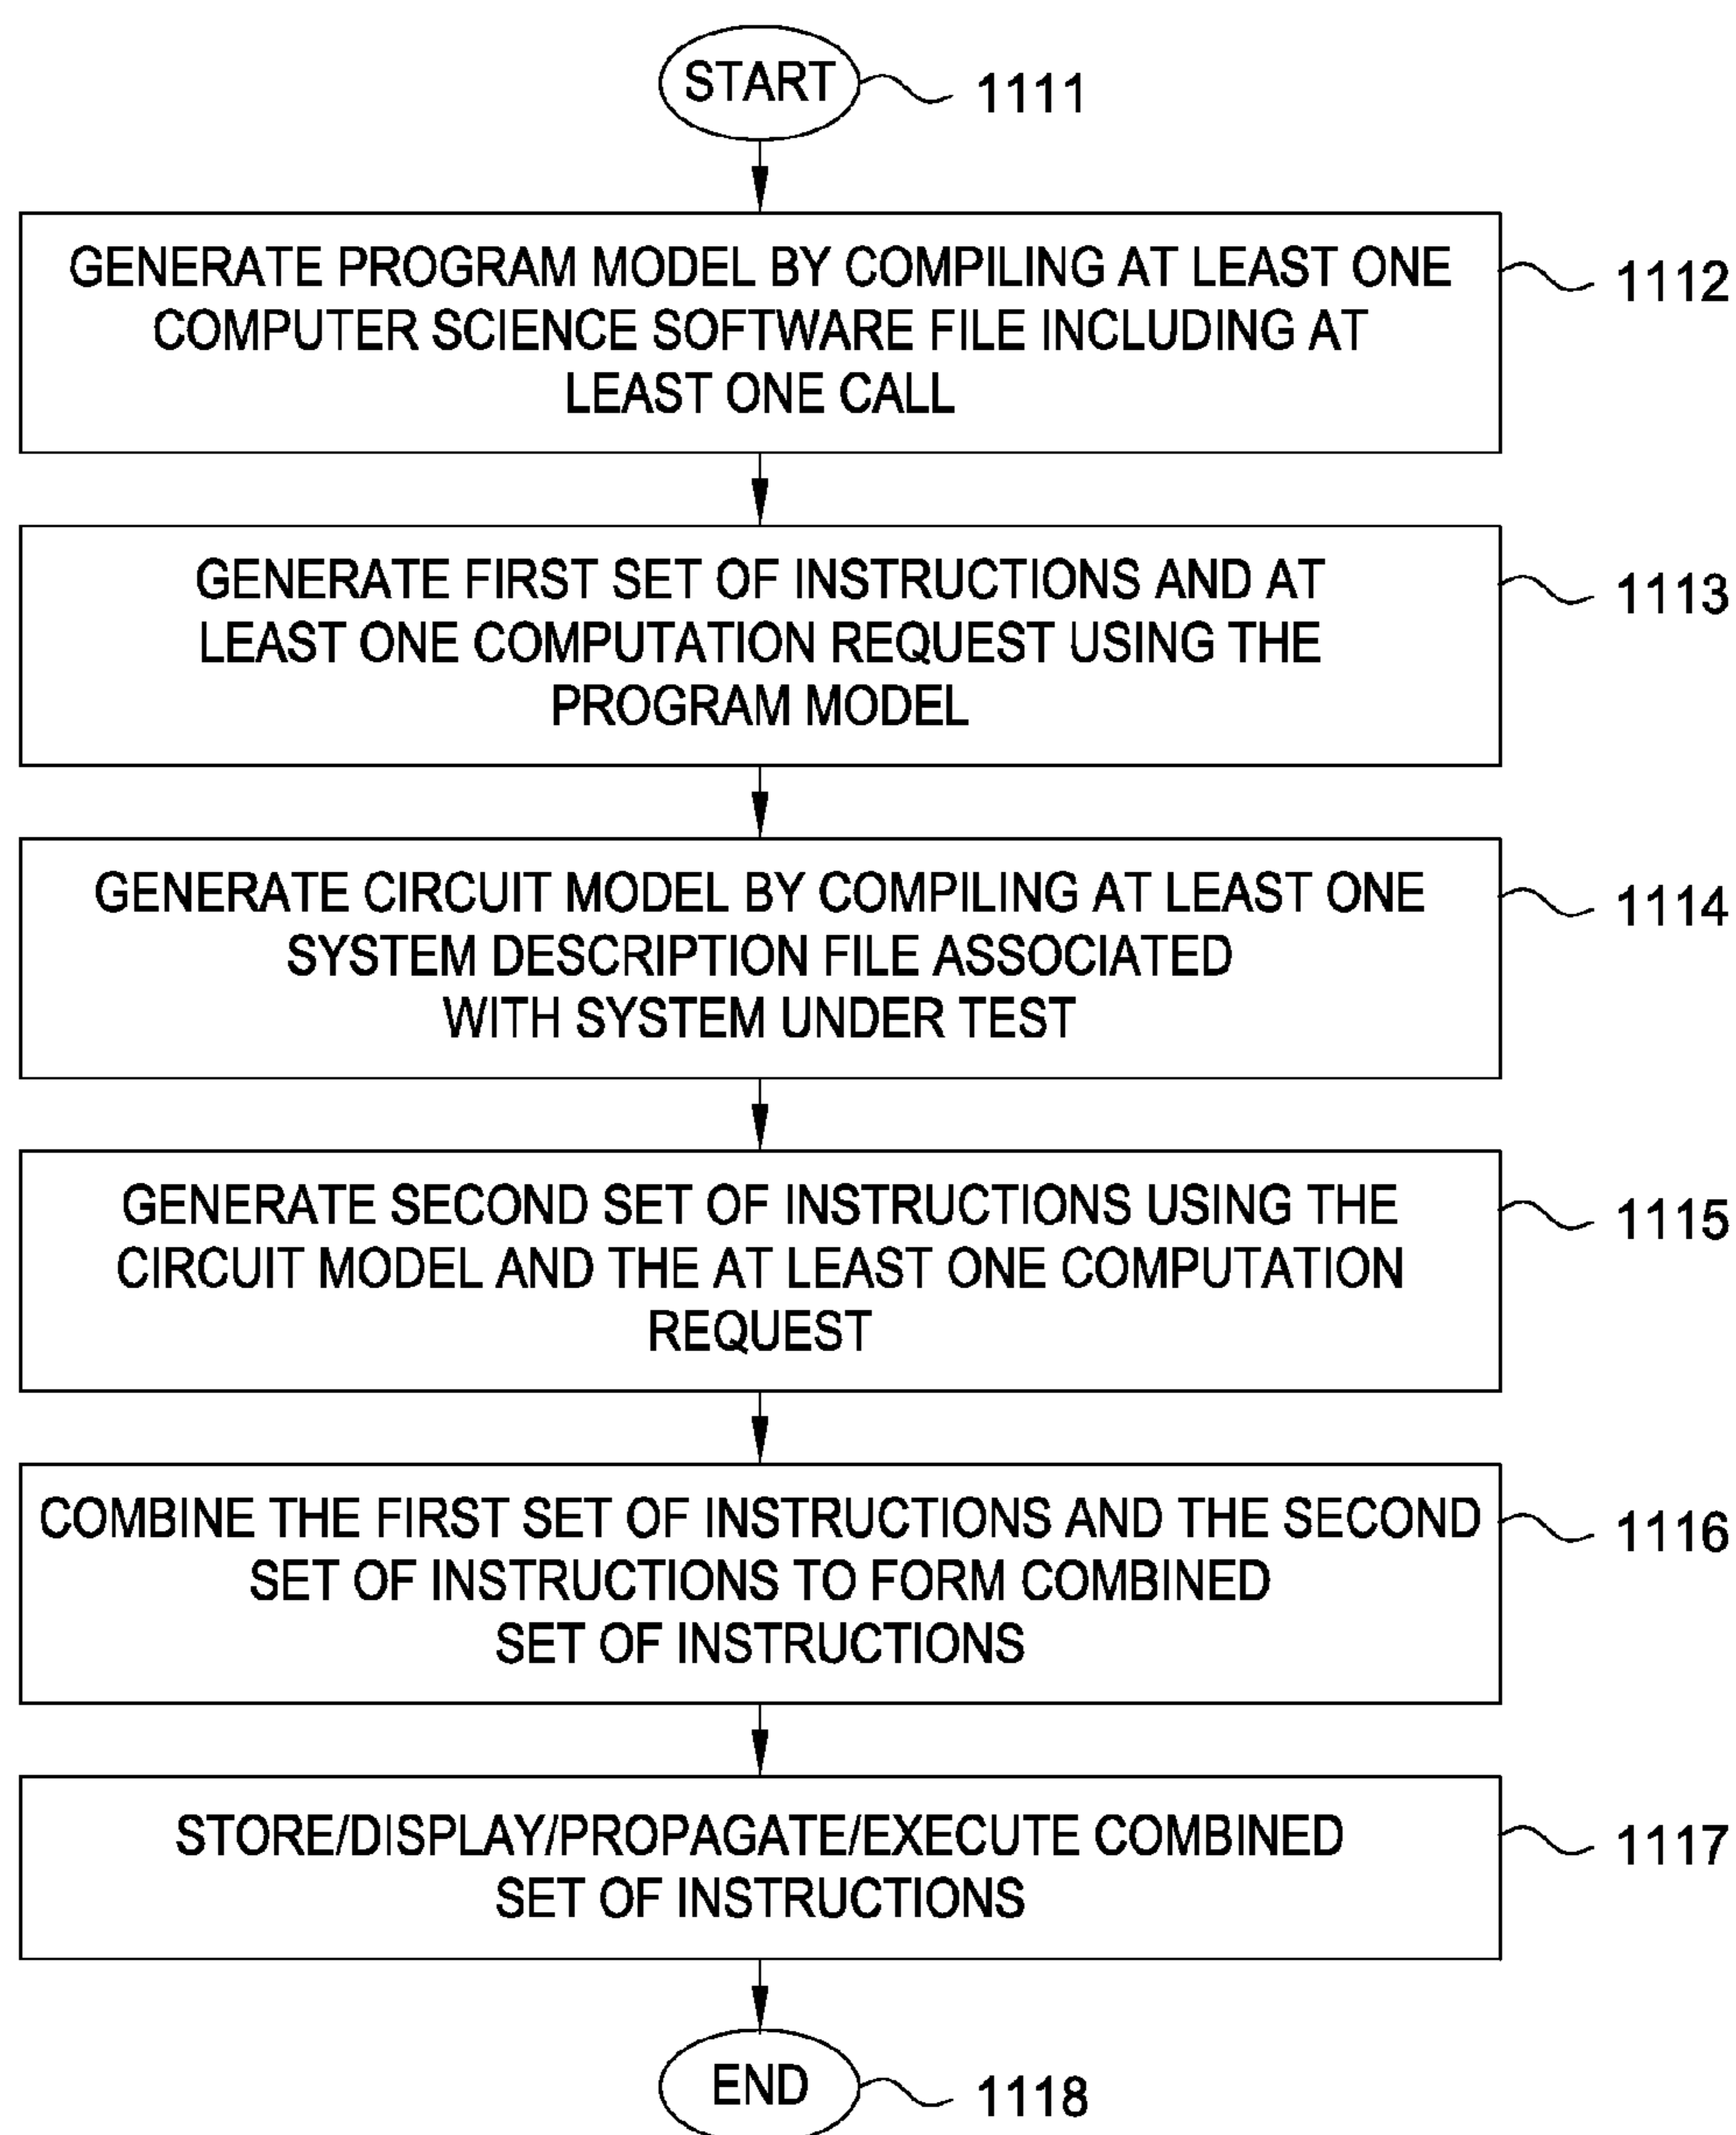 START
1111
GENERATE PROGRAM MODEL BY COMPILING AT LEAST ONE
COMPUTER SCIENCE SOFTWARE FILE INCLUDING AT
LEAST ONE CALL
1112
GENERATE FIRST SET OF INSTRUCTIONS AND AT
LEAST ONE COMPUTATION REQUEST USING THE
PROGRAM MODEL
1113
GENERATE CIRCUIT MODEL BY COMPILING AT LEAST ONE
SYSTEM DESCRIPTION FILE ASSOCIATED
WITH SYSTEM UNDER TEST
1114
GENERATE SECOND SET OF INSTRUCTIONS USING THE
CIRCUIT MODEL AND THE AT LEAST ONE COMPUTATION
REQUEST
1115
COMBINE THE FIRST SET OF INSTRUCTIONS AND THE SECOND
SET OF INSTRUCTIONS TO FORM COMBINED
SET OF INSTRUCTIONS
1116
STORE/DISPLAY/PROPAGATE/EXECUTE COMBINED
SET OF INSTRUCTIONS
1117
END
1118